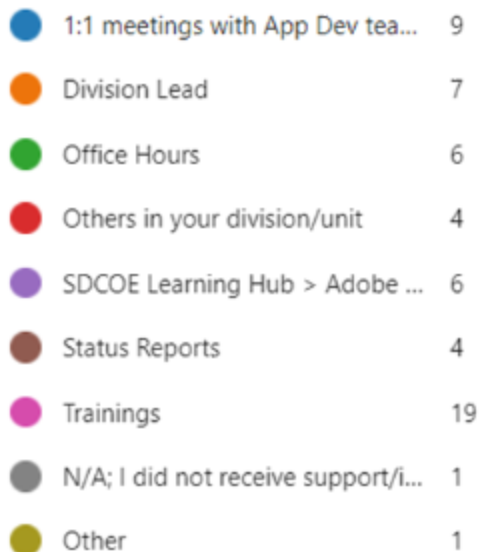 1:1 meetings with App Dev tea... 9
Division Lead 7
Office Hours 6
Others in your division/unit 4
SDCOE Learning Hub > Adobe ... 6
Status Reports 4
Trainings 19
N/A; I did not receive support/i... 1
Other 1